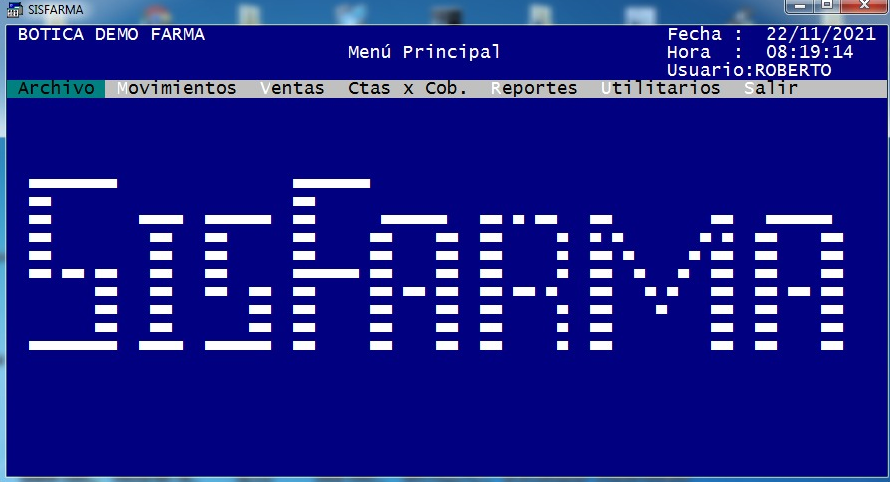 SISFARMA
BOTICA DEMO FARMA
Fecha : 22/11/2021
Menú Principal
Hora : 08:19:14
Usuario:ROBERTO
Archivo Movimientos Ventas Ctas x Cob. Reportes Utilitarios Salir
SISFARMA